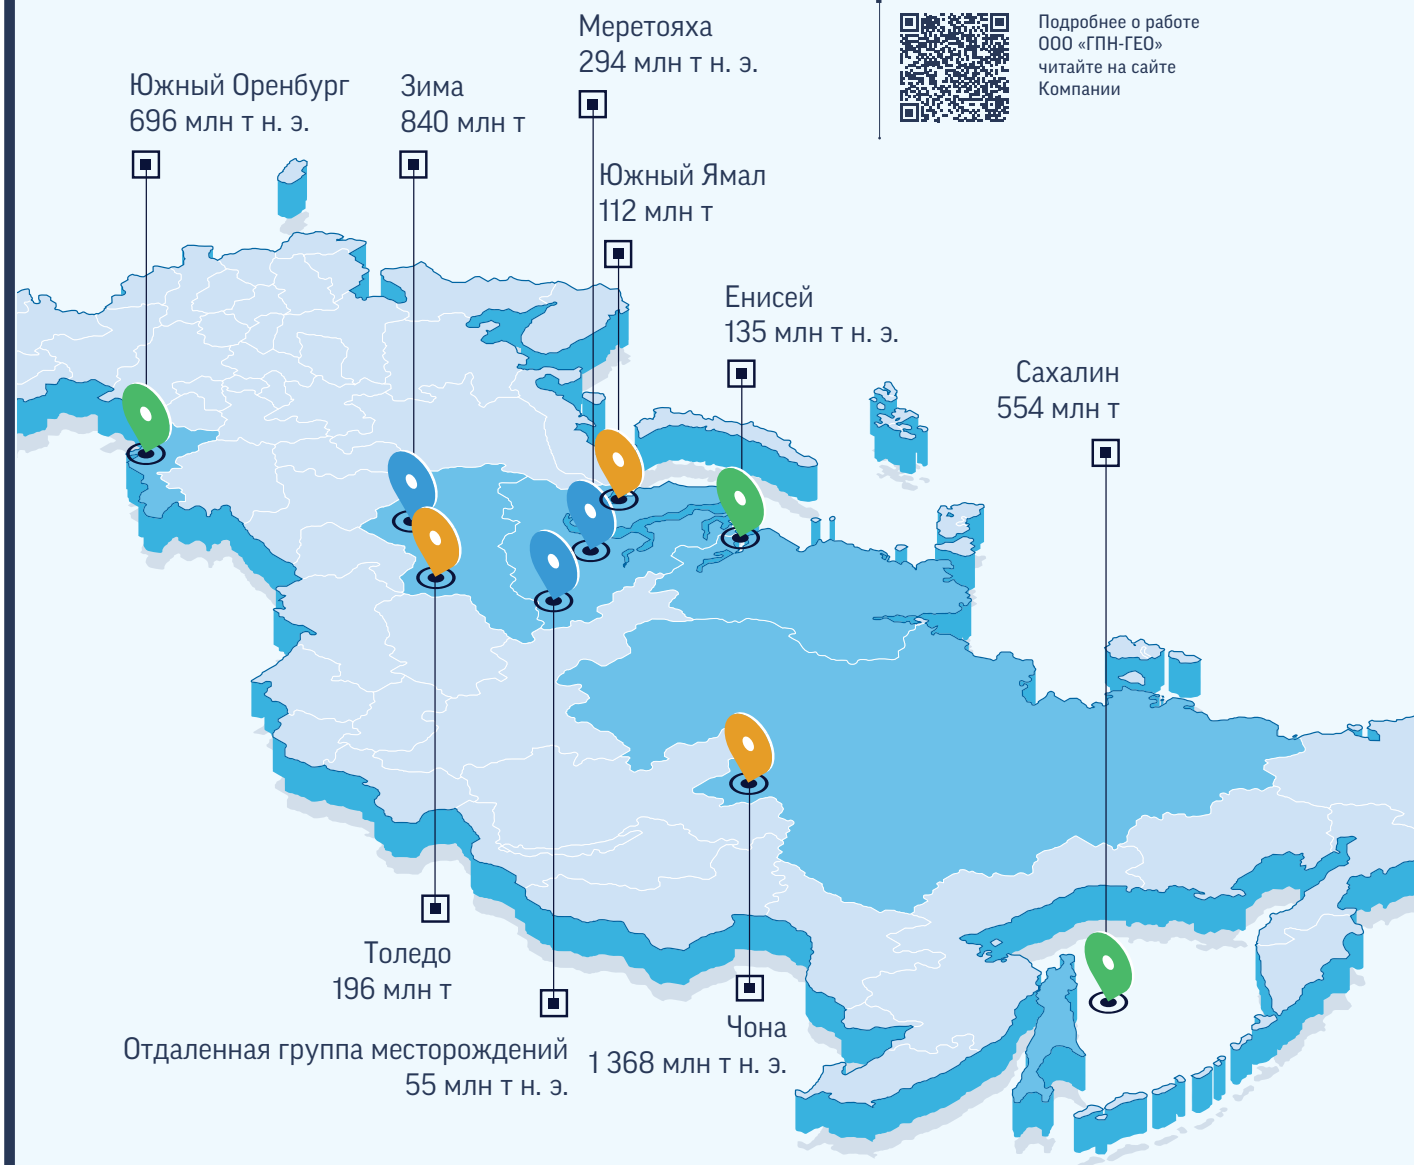 Меретояха
294 млн т н. э.
Подробнее о работе
ООО «ГПН-ГЕО»
читайте на сайте
Компании
Южный Оренбург
696 млн т н. э.
Зима
840 млн т
Южный Ямал
112 млн т
Енисей
135 млн т н. э.
Сахалин
554 млн т
Толедо
196 млн т
Отдаленная группа месторождений
55 млн т н. э.
Чона
1 368 млн т н. э.